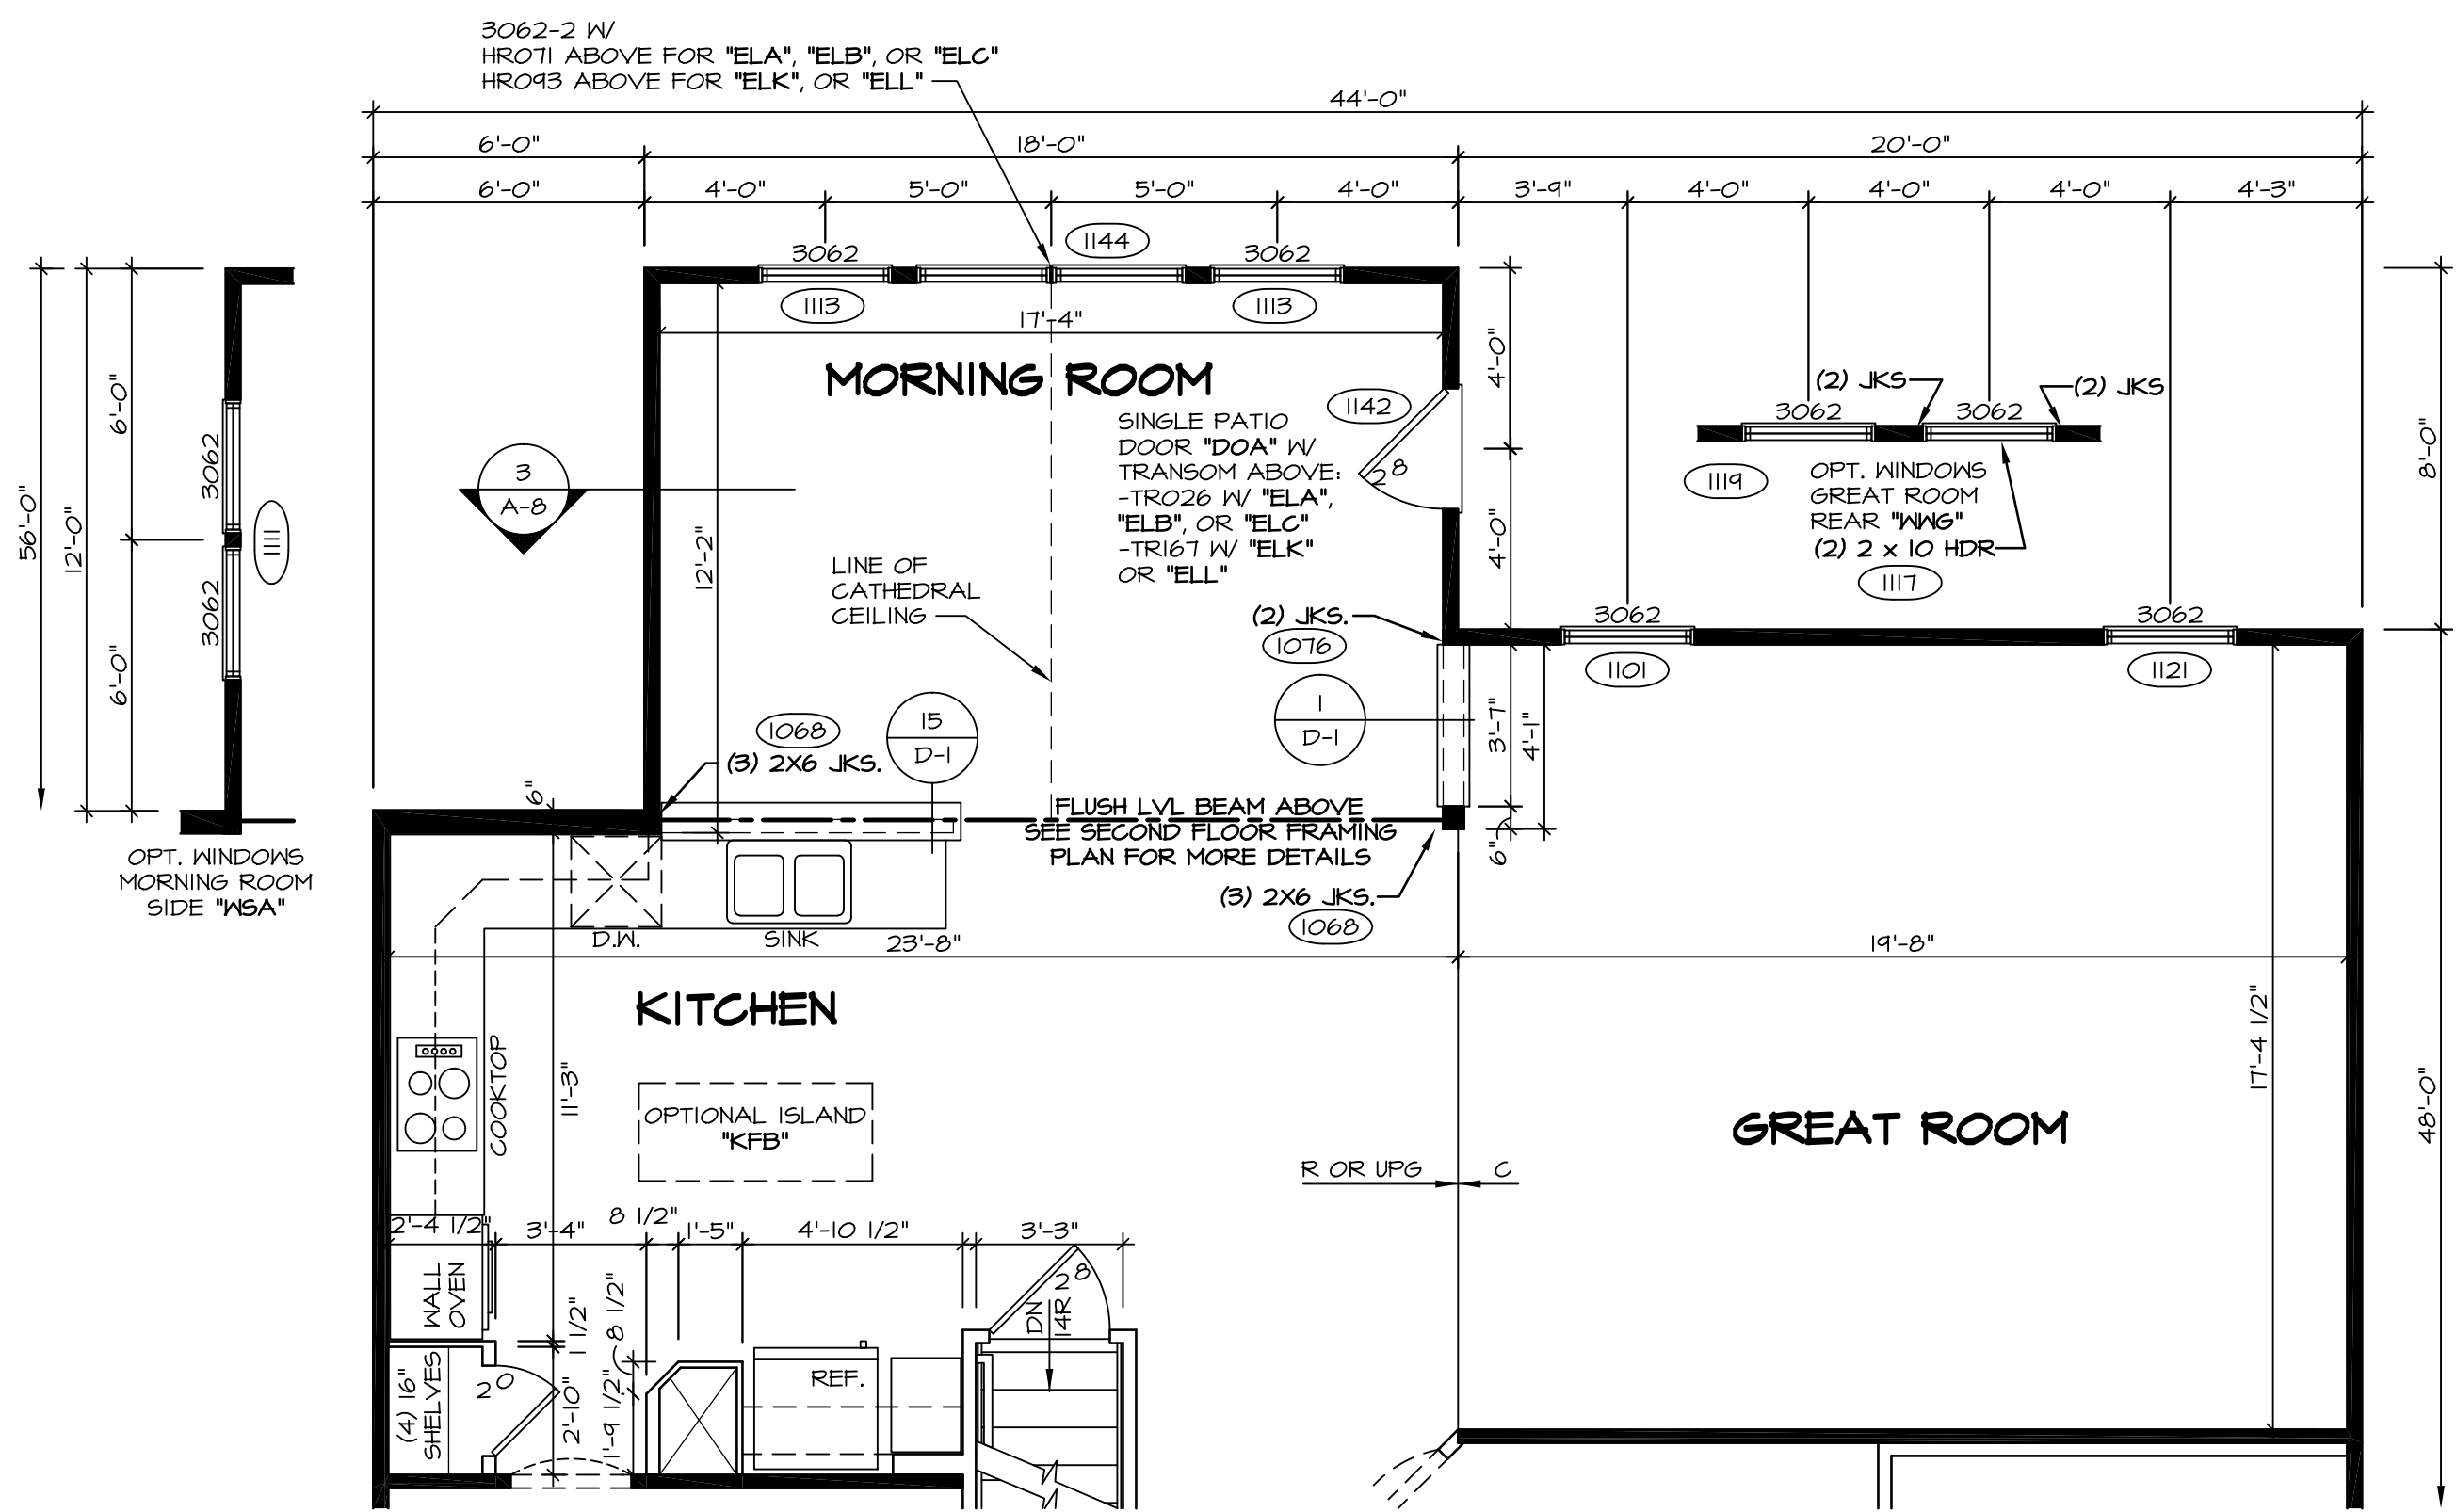 3062-2 W/
HR071 ABOVE FOR "ELA", "ELB", OR "ELC"
HR093 ABOVE FOR "ELK", OR "ELL"
44'-0"
6'-0"
18'-0"
20'-0"
6'-0"
4'-0"
5'-0"
5'-0"
4'-0"
3'-9"
4'-0"
4'-0"
4'-0"
4'-3"
3062
1144
3062
1113
1113
17'-4"
MORNING ROOM
1142
SINGLE PATIO
DOOR "DOA" W/
TRANSOM ABOVE:
-TR026 W/ "ELA",
"ELB", OR "ELC"
-TR167 W/ "ELK"
OR "ELL"
2 8
4'-0"
4'-0"
(2) JKS
(2) JKS
3062
3062
1119
OPT. WINDOWS
GREAT ROOM
REAR "WWG"
(2) 2 x 10 HDR
1117
8'-0"
56'-0"
12'-0"
6'-0"
6'-0"
3062
3062
1111
OPT. WINDOWS
MORNING ROOM
SIDE "WSA"
3
A-8
12'-2"
LINE OF
CATHEDRAL
CEILING
(2) JKS.
1076
3062
3062
1101
1121
1068
(3) 2X6 JKS.
15
D-1
1
D-1
3'-7"
4'-1"
6"
6"
FLUSH LVL BEAM ABOVE
SEE SECOND FLOOR FRAMING
PLAN FOR MORE DETAILS
(3) 2X6 JKS.
1068
D.W.
SINK
23'-8"
19'-8"
KITCHEN
COOKTOP
11'-3"
OPTIONAL ISLAND
"KFB"
GREAT ROOM
17'-4 1/2"
48'-0"
R OR UPG
C
2'-4 1/2"
3'-4"
8 1/2"
1'-5"
4'-10 1/2"
3'-3"
WALL
OVEN
1 1/2"
8 1/2"
2 8
DN
14R
(4) 16"
SHELVES
2 0
2'-10"
11'-9 1/2"
REF.